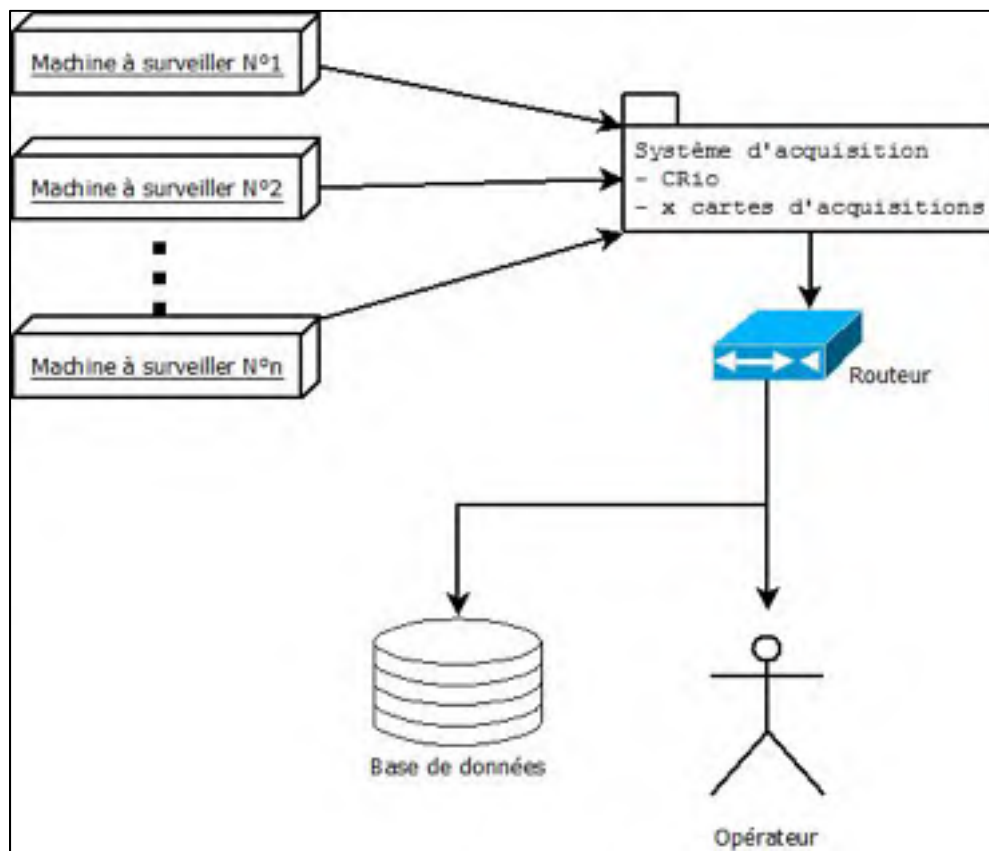 Machine à surveiller N°1
Machine à surveiller N°2
Machine à surveiller N°n
Système d'acquisition
- CRio
- x cartes d'acquisitions
Routeur
Base de données
Opérateur